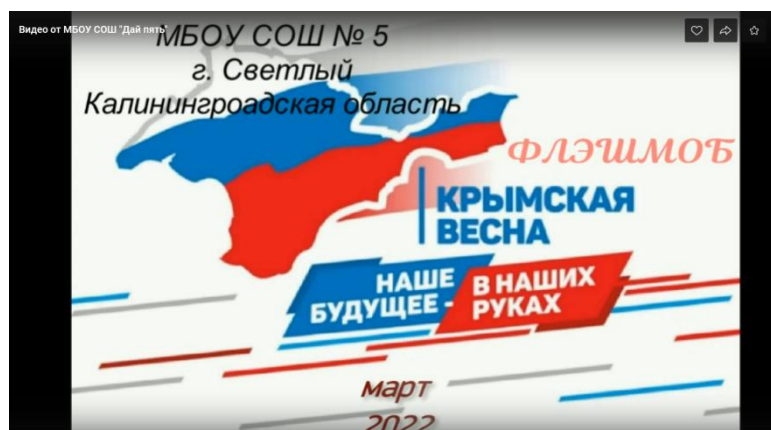 Видео от МБОУ СОШ "Дай пять"
МБОУ СОШ № 5
г. Светлый
Калинингроадская область
ФЛЭШМОБ
КРЫМСКАЯ
ВЕСНА
НАШЕ
БУДУЩЕЕ -
В НАШИХ
РУКАХ
март
2022